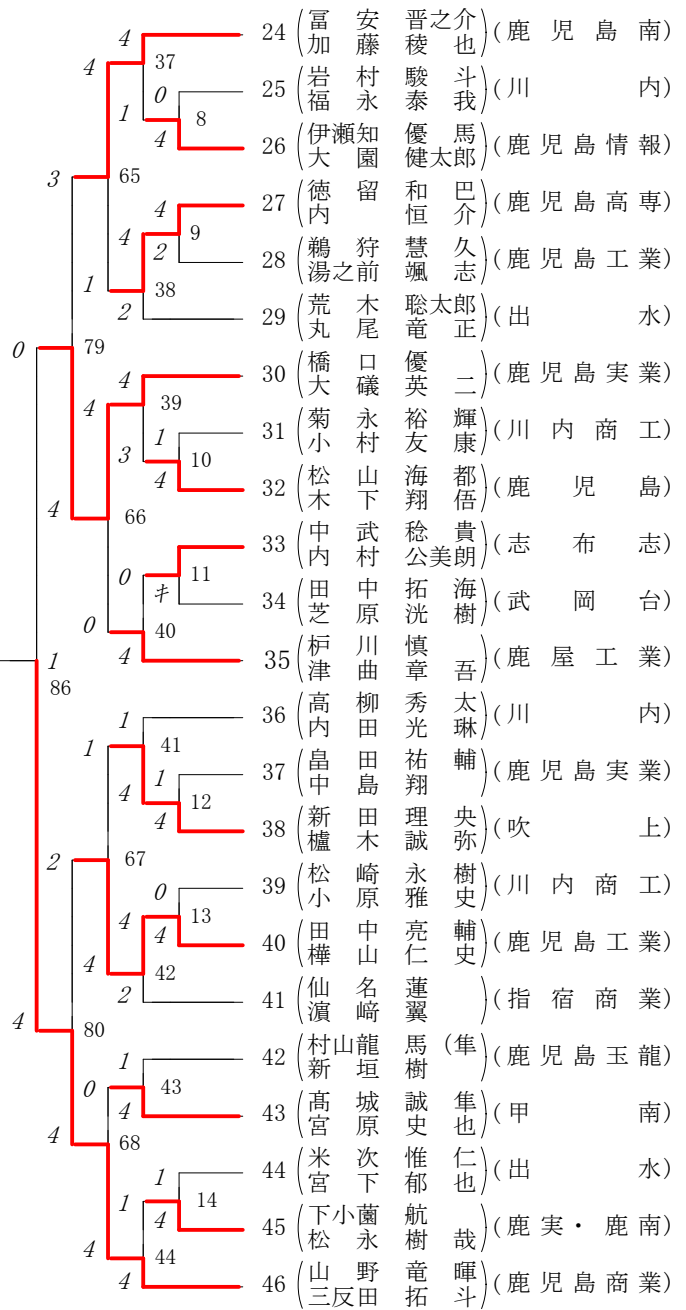 24 (冨安晋之介 加藤稜也) (鹿児島南)
25 (岩村駿斗 福永泰我) (川内)
26 (伊瀬知優馬 大園健太郎) (鹿児島情報)
27 (徳留和巴 内恒介) (鹿児島高専)
28 (鵜狩慧久 湯之前颯志) (鹿児島工業)
29 (荒木聡太郎 丸尾竜正) (出水)
30 (橋口優 大礒英二) (鹿児島実業)
31 (菊永裕輝 小村友康) (川内商工)
32 (松山海都 木下翔伍) (鹿児島)
33 (中武稔貴 内村公美朗) (志布志)
34 (田中拓海 芝原洸樹) (武岡台)
35 (枦川慎 津曲章吾) (鹿屋工業)
36 (高柳秀太 内田光琳) (川内)
37 (畠田祐輔 中島翔) (鹿児島実業)
38 (新田理央 櫨木誠弥) (吹上)
39 (松崎永樹 小原雅史) (川内商工)
40 (田中亮輔 樺山仁史) (鹿児島工業)
41 (仙名蓮 濵﨑翼) (指宿商業)
42 (村山龍馬(隼 新垣樹) (鹿児島玉龍)
43 (髙城誠隼 宮原史也) (甲南)
44 (米次惟仁 宮下郁也) (出水)
45 (下小薗航 松永樹哉) (鹿実・鹿南)
46 (山野竜暉 三反田拓斗) (鹿児島商業)
4 1 37
0 4 8
4 1 65
4 2 9
4 2 38
3 4 79
4 3 39
1 4 10
4 0 66
11
0 4 40
0 4 86
1
1 4 41
1 4 12
1 4 67
0 4 13
4 2 42
2 4 80
1 4 43
0 4 68
1 4 14
1 4 44